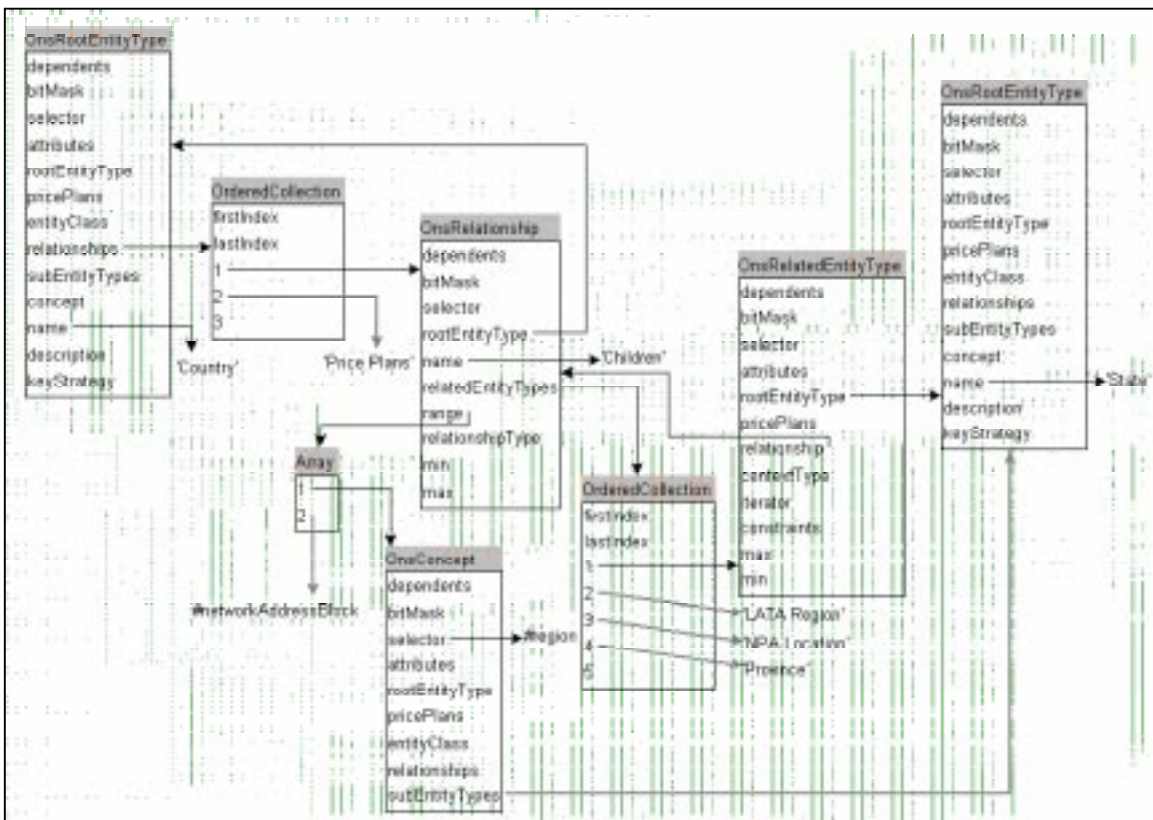 OnsRootEntityType
dependents
bitMask
selector
attributes
rootEntityType
pricePlans
entityClass
relationships
subEntityTypes
concept
name
description
keyStrategy
'Country'
OrderedCollection
firstIndex
lastIndex
1
2
3
'Price Plans'
OnsRelationship
dependents
bitMask
selector
rootEntityType
name
relatedEntityTypes
range
relationshipType
min
max
'Children'
Array
1
2
#networkAddressBlock
OnsConcept
dependents
bitMask
selector
attributes
rootEntityType
pricePlans
entityClass
relationships
subEntityTypes
#region
OrderedCollection
firstIndex
lastIndex
1
2
3
4
5
'LATA Region'
'NPA Location'
'Proience'
OnsRelatedEntityType
dependents
bitMask
selector
attributes
rootEntityType
pricePlans
relationship
contextType
iterator
constraints
max
min
OnsRootEntityType
dependents
bitMask
selector
attributes
rootEntityType
pricePlans
entityClass
relationships
subEntityTypes
concept
name
description
keyStrategy
'State'